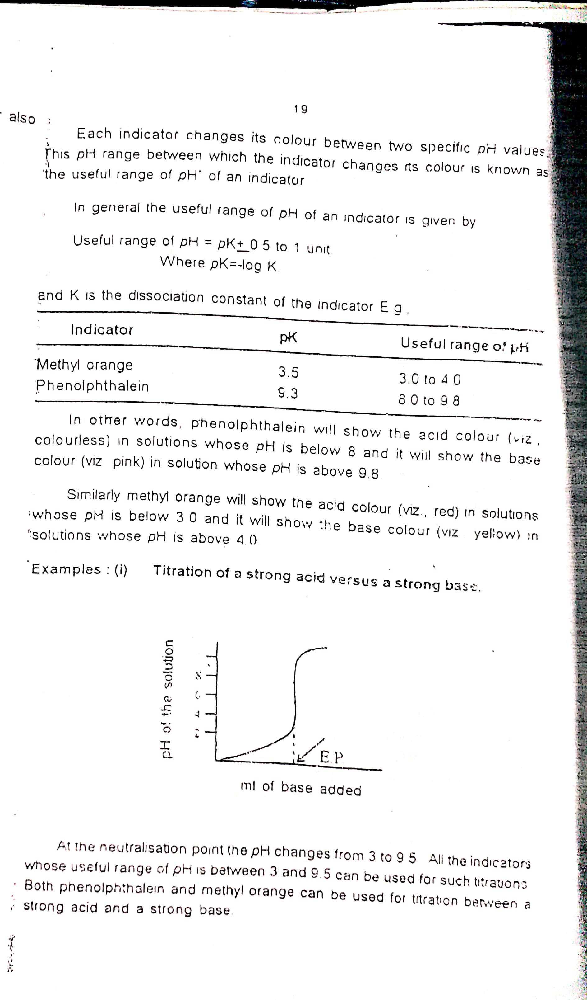 19
also :
Each indicator changes its colour between two specific pH values.
This pH range between which the indicator changes its colour is known as
'the useful range of pH' of an indicator
In general the useful range of pH of an indicator is given by
Useful range of pH = pK± 0 5 to 1 unit
Where pK=-log K.
and K is the dissociation constant of the indicator E g.
Indicator pK Useful range of pH
Methyl orange 3.5 3.0 to 4 0
Phenolphthalein 9.3 8 0 to 9 8
In other words, phenolphthalein will show the acid colour (viz.
colourless) in solutions whose pH is below 8 and it will show the base
colour (viz pink) in solution whose pH is above 9.8.
Similarly methyl orange will show the acid colour (viz., red) in solutions
whose pH is below 3 0 and it will show the base colour (viz yellow) in
solutions whose pH is above 4.0
Examples : (i) Titration of a strong acid versus a strong base.
pH of the solution
8
6
4
2
E.P
ml of base added
At the neutralisation point the pH changes from 3 to 9 5 All the indicators
whose useful range of pH is between 3 and 9.5 can be used for such titrations
Both phenolphthalein and methyl orange can be used for titration between a
strong acid and a strong base.